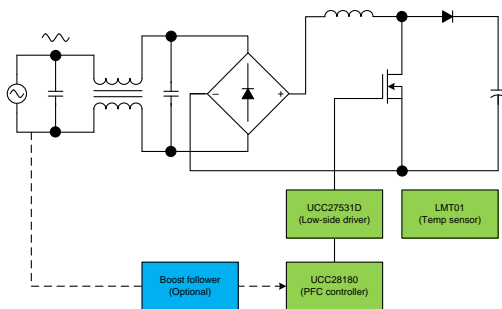 −
+
UCC27531D
(Low-side driver)
LMT01
(Temp sensor)
Boost follower
(Optional)
UCC28180
(PFC controller)